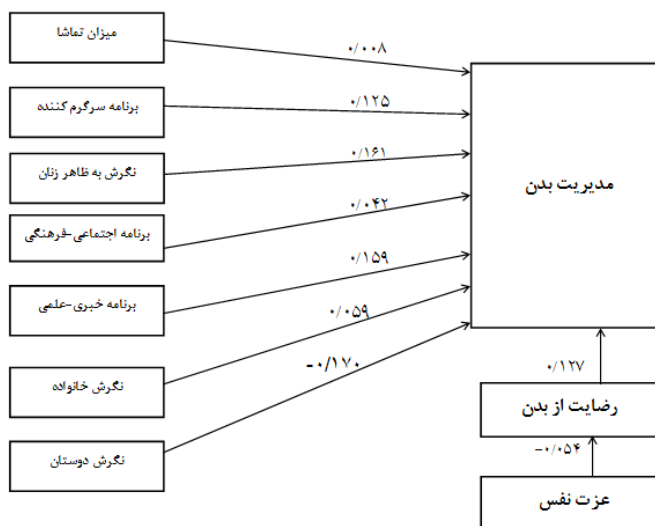 میزان تماشا
۰/۰۰۸
برنامه سرگرم کننده
۰/۱۲۵
نگرش به ظاهر زنان
۰/۱۶۱
مدیریت بدن
برنامه اجتماعی-فرهنگی
۰/۰۴۲
برنامه خبری-علمی
۰/۱۵۹
نگرش خانواده
۰/۰۵۹
نگرش دوستان
-۰/۱۷۰
۰/۱۲۷
رضایت از بدن
-۰/۰۵۴
عزت نفس